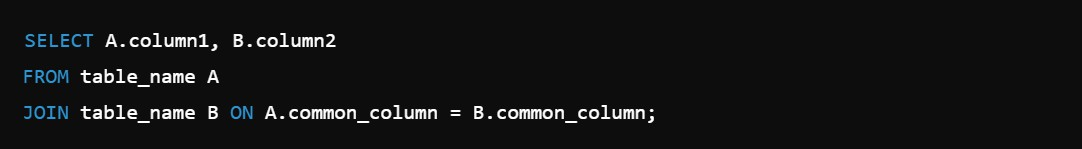 SELECT A.column1, B.column2
FROM table_name A
JOIN table_name B ON A.common_column = B.common_column;